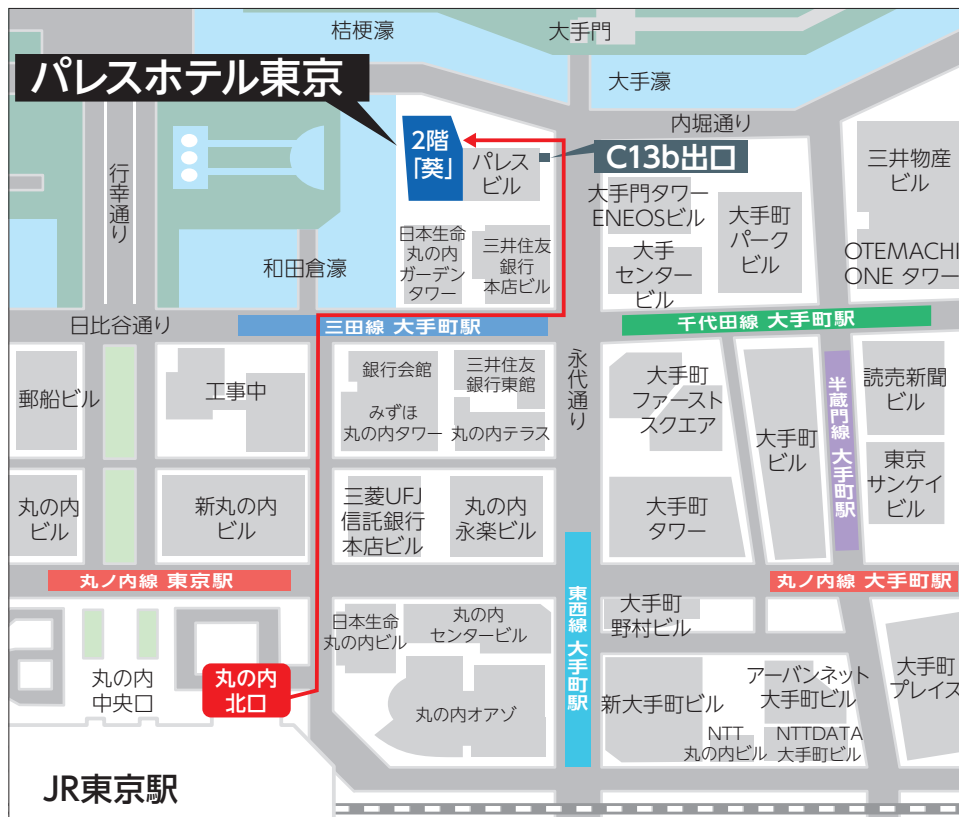 桔梗濠
大手門
パレスホテル東京
大手濠
内堀通り
2階
「葵」
パレス
ビル
C13b出口
三井物産
ビル
行幸通り
大手門タワー
ENEOSビル
大手町
パーク
ビル
日本生命
丸の内
ガーデン
タワー
三井住友
銀行
本店ビル
大手
センター
ビル
OTEMACHI
ONE タワー
和田倉濠
日比谷通り
三田線 大手町駅
千代田線 大手町駅
郵船ビル
工事中
銀行会館
三井住友
銀行東館
永代通り
大手町
ファースト
スクエア
半蔵門線 大手町駅
読売新聞
ビル
みずほ
丸の内タワー
丸の内テラス
大手町
ビル
東京
サンケイ
ビル
丸の内
ビル
新丸の内
ビル
三菱UFJ
信託銀行
本店ビル
丸の内
永楽ビル
大手町
タワー
丸ノ内線 東京駅
東西線 大手町駅
丸ノ内線 大手町駅
日本生命
丸の内ビル
丸の内
センタービル
大手町
野村ビル
丸の内
中央口
丸の内
北口
丸の内オアゾ
新大手町ビル
アーバンネット
大手町ビル
大手町
プレイス
NTT
丸の内ビル
NTTDATA
大手町ビル
JR東京駅